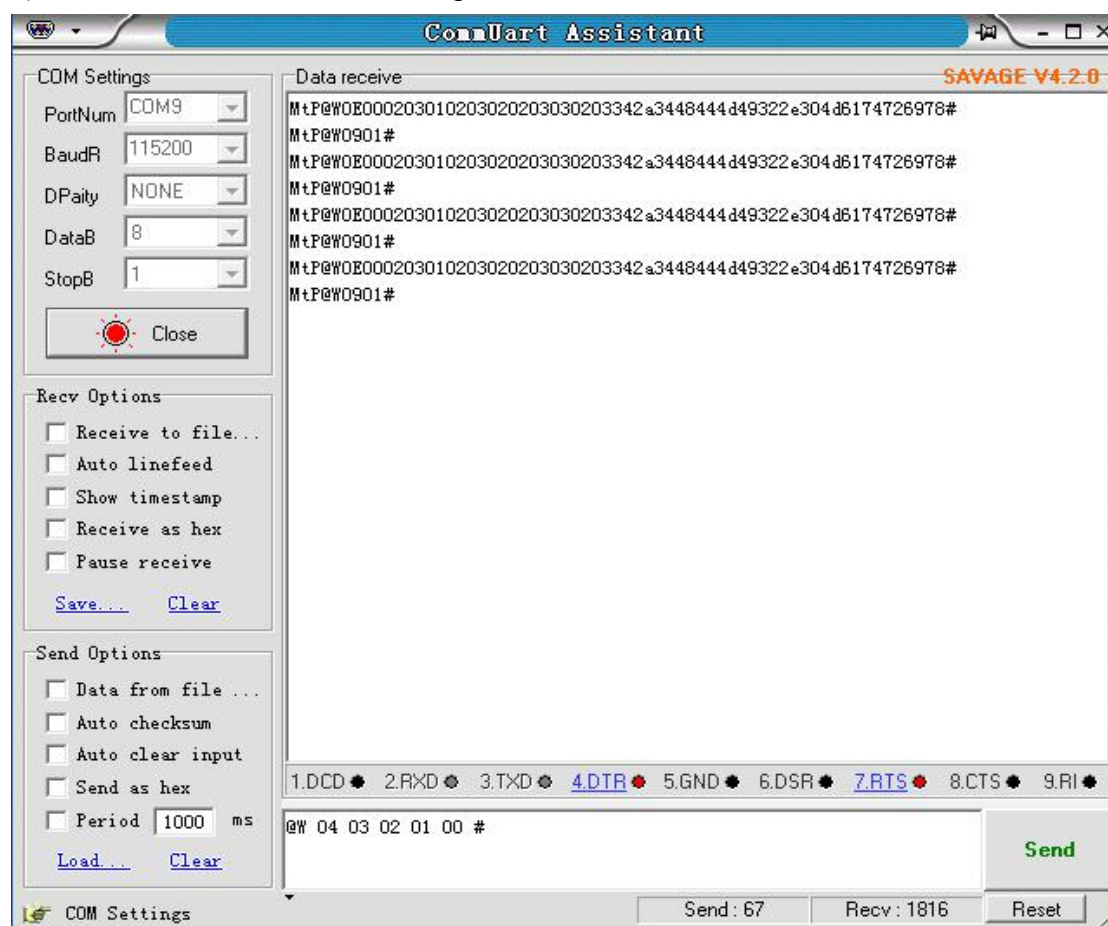 CommUart Assistant
COM Settings
PortNum COM9
BaudR 115200
DPaity NONE
DataB 8
StopB 1
Close
Recv Options
Receive to file...
Auto linefeed
Show timestamp
Receive as hex
Pause receive
Save... Clear
Send Options
Data from file ...
Auto checksum
Auto clear input
Send as hex
Period 1000 ms
Load... Clear
COM Settings
Data receive
SAVAGE V4.2.0
MtP@W0E00020301020302020303020334​2a3448444d49322e304d6174726978#
MtP@W0901#
MtP@W0E000203010203020203030203342a3448444d49322e304d6174726978#
MtP@W0901#
MtP@W0E000203010203020203030203342a3448444d49322e304d6174726978#
MtP@W0901#
MtP@W0E000203010203020203030203342a3448444d49322e304d6174726978#
MtP@W0901#
1.DCD 2.RXD 3.TXD 4.DTR 5.GND 6.DSR 7.RTS 8.CTS 9.RI
@W 04 03 02 01 00 #
Send
Send : 67 Recv : 1816 Reset